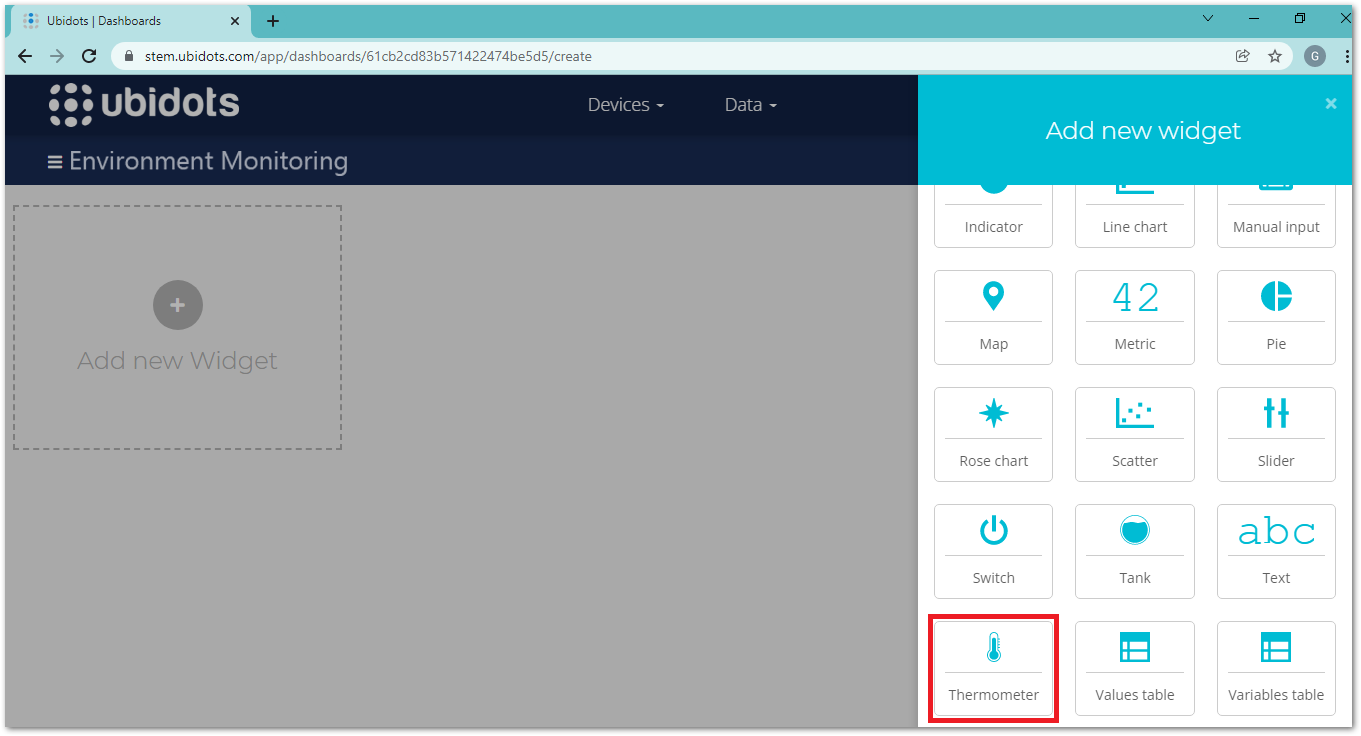 Ubidots | Dashboards
stem.ubidots.com/app/dashboards/61cb2cd83b571422474be5d5/create
G
ubidots
Devices
Data
Environment Monitoring
Add new Widget
Add new widget
Indicator
Line chart
Manual input
Map
42
Metric
Pie
Rose chart
Scatter
Slider
Switch
Tank
abc
Text
Thermometer
Values table
Variables table